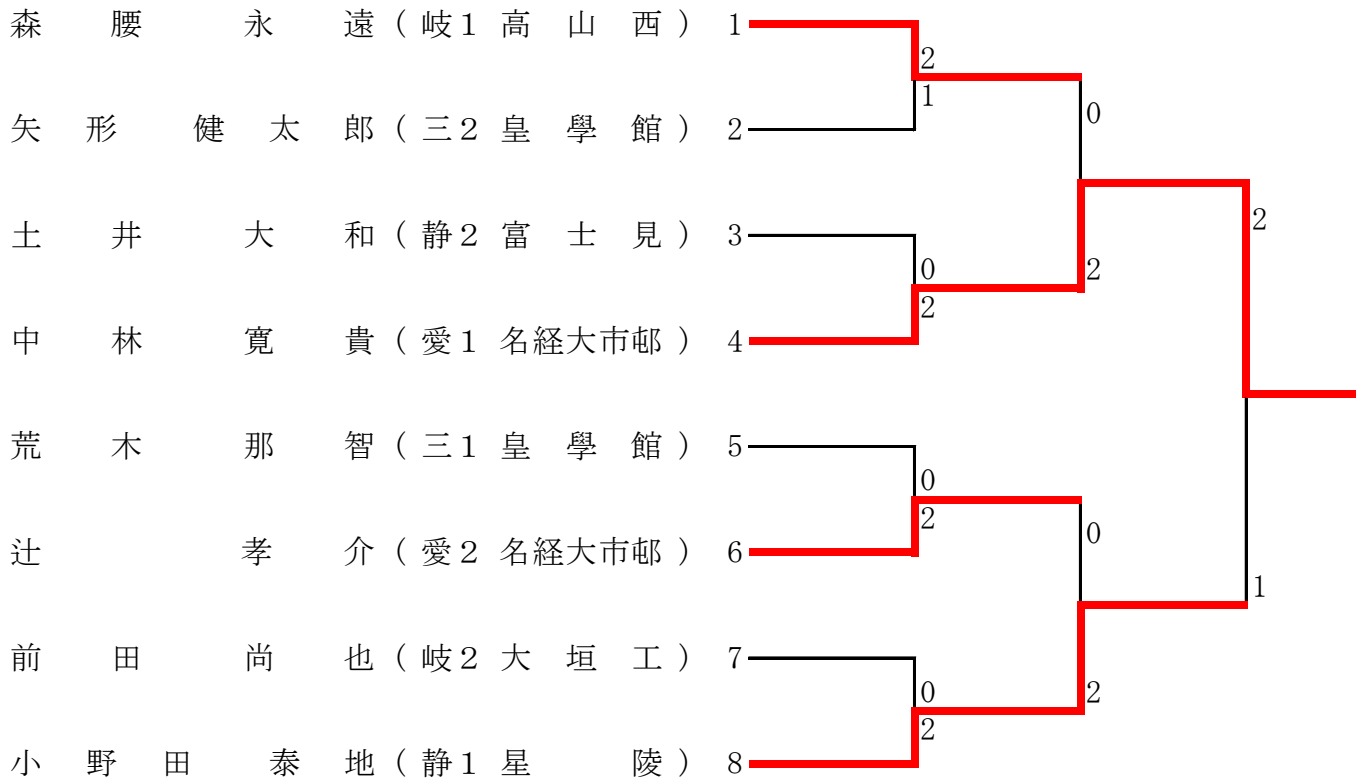 森腰永遠（岐1高山西）1
2
1
0
矢形健太郎（三2皇學館）2
2
土井大和（静2富士見）3
0
2
2
中林寛貴（愛1名経大市邨）4
荒木那智（三1皇學館）5
0
2
0
辻孝介（愛2名経大市邨）6
1
前田尚也（岐2大垣工）7
0
2
2
小野田泰地（静1星陵）8